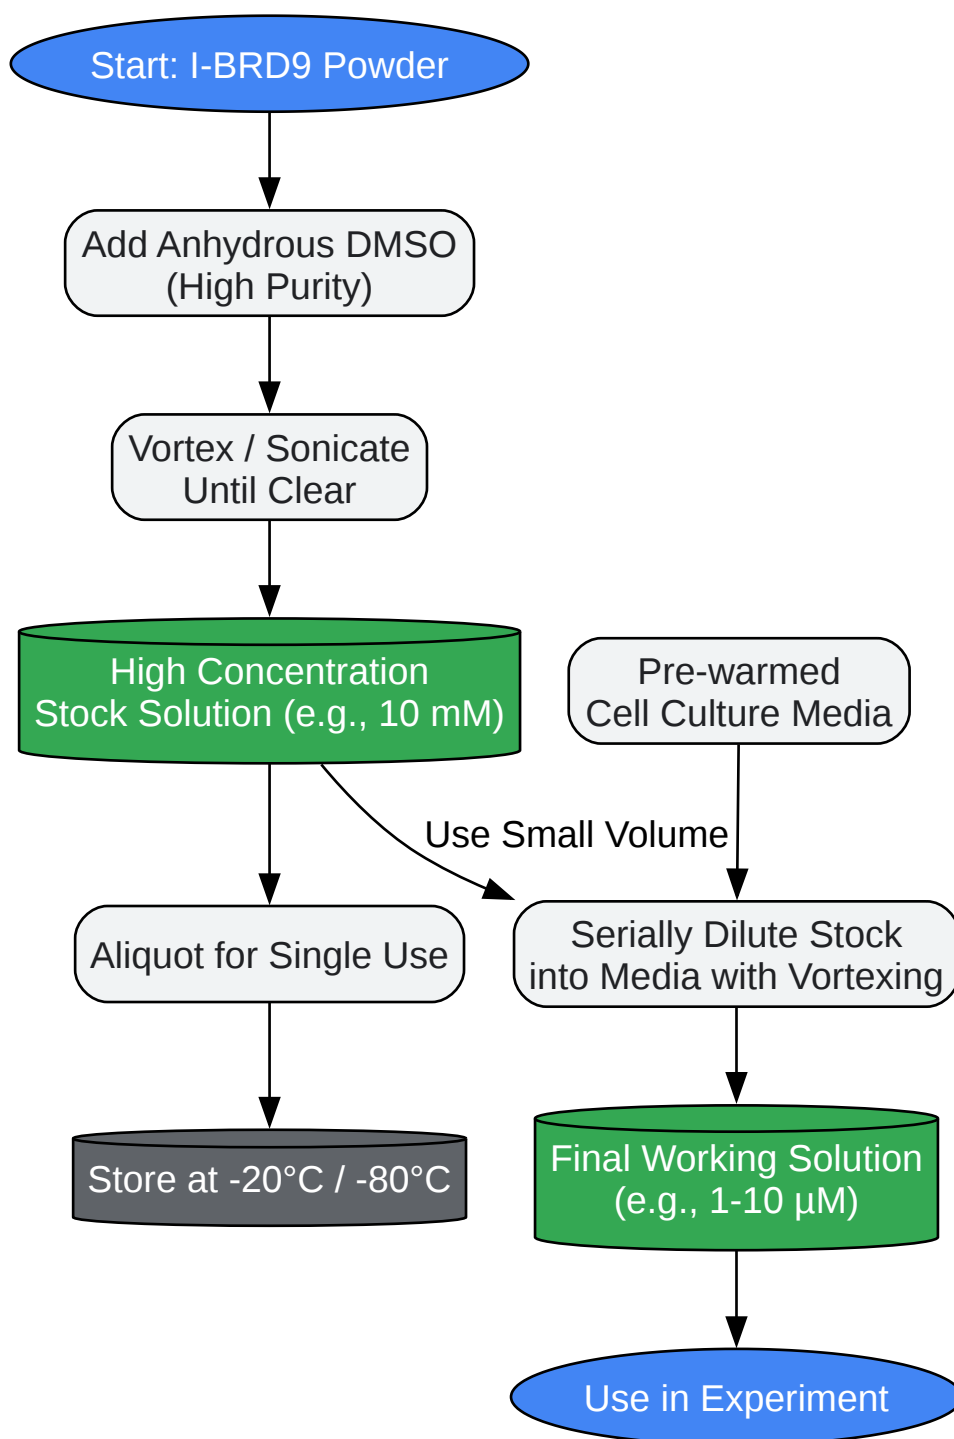 Start: I-BRD9 Powder
Add Anhydrous DMSO
(High Purity)
Vortex / Sonicate
Until Clear
High Concentration
Stock Solution (e.g., 10 mM)
Pre-warmed
Cell Culture Media
Use Small Volume
Aliquot for Single Use
Serially Dilute Stock
into Media with Vortexing
Store at -20°C / -80°C
Final Working Solution
(e.g., 1-10 µM)
Use in Experiment